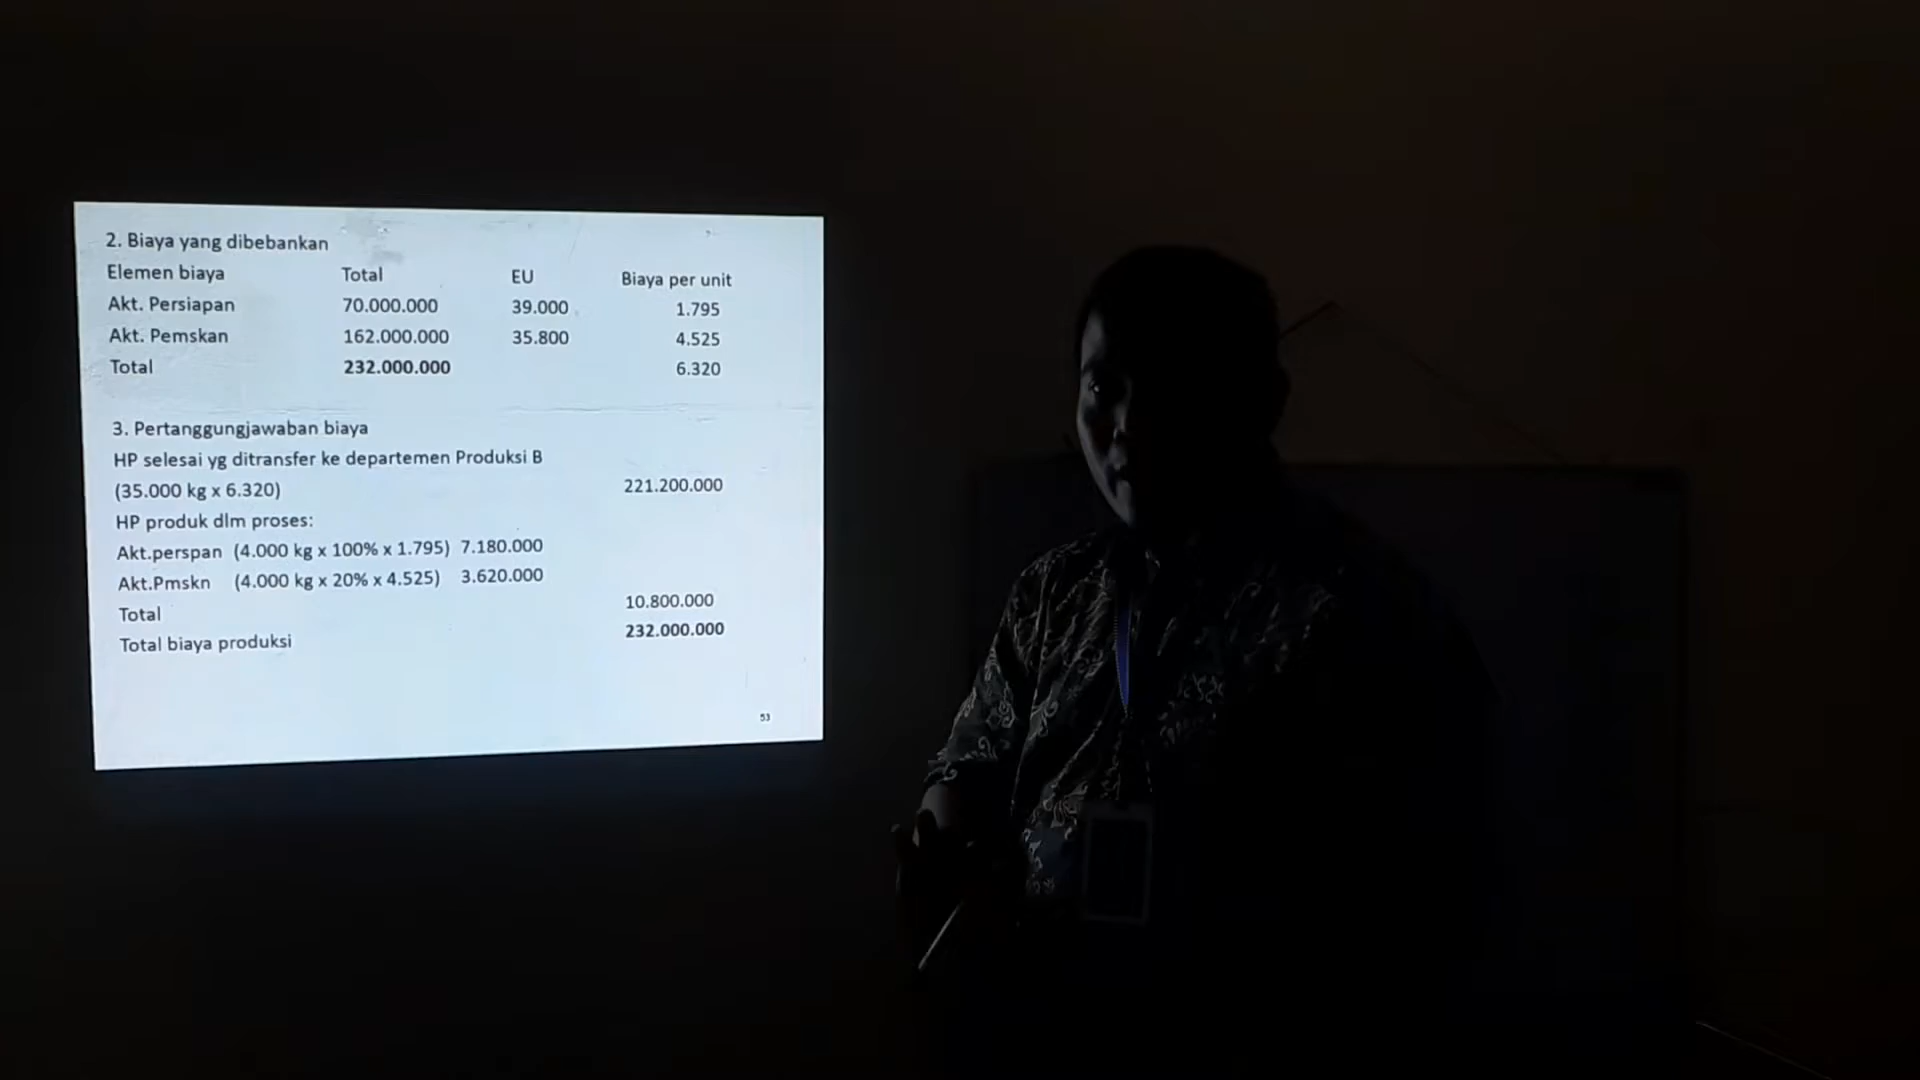 2. Biaya yang dibebankan
Elemen biaya Total EU Biaya per unit
Akt. Persiapan 70.000.000 39.000 1.795
Akt. Pemskan 162.000.000 35.800 4.525
Total 232.000.000 6.320
3. Pertanggungjawaban biaya
HP selesai yg ditransfer ke departemen Produksi B
(35.000 kg x 6.320) 221.200.000
HP produk dlm proses:
Akt.perspan (4.000 kg x 100% x 1.795) 7.180.000
Akt.Pmskn (4.000 kg x 20% x 4.525) 3.620.000
Total 10.800.000
Total biaya produksi 232.000.000
53